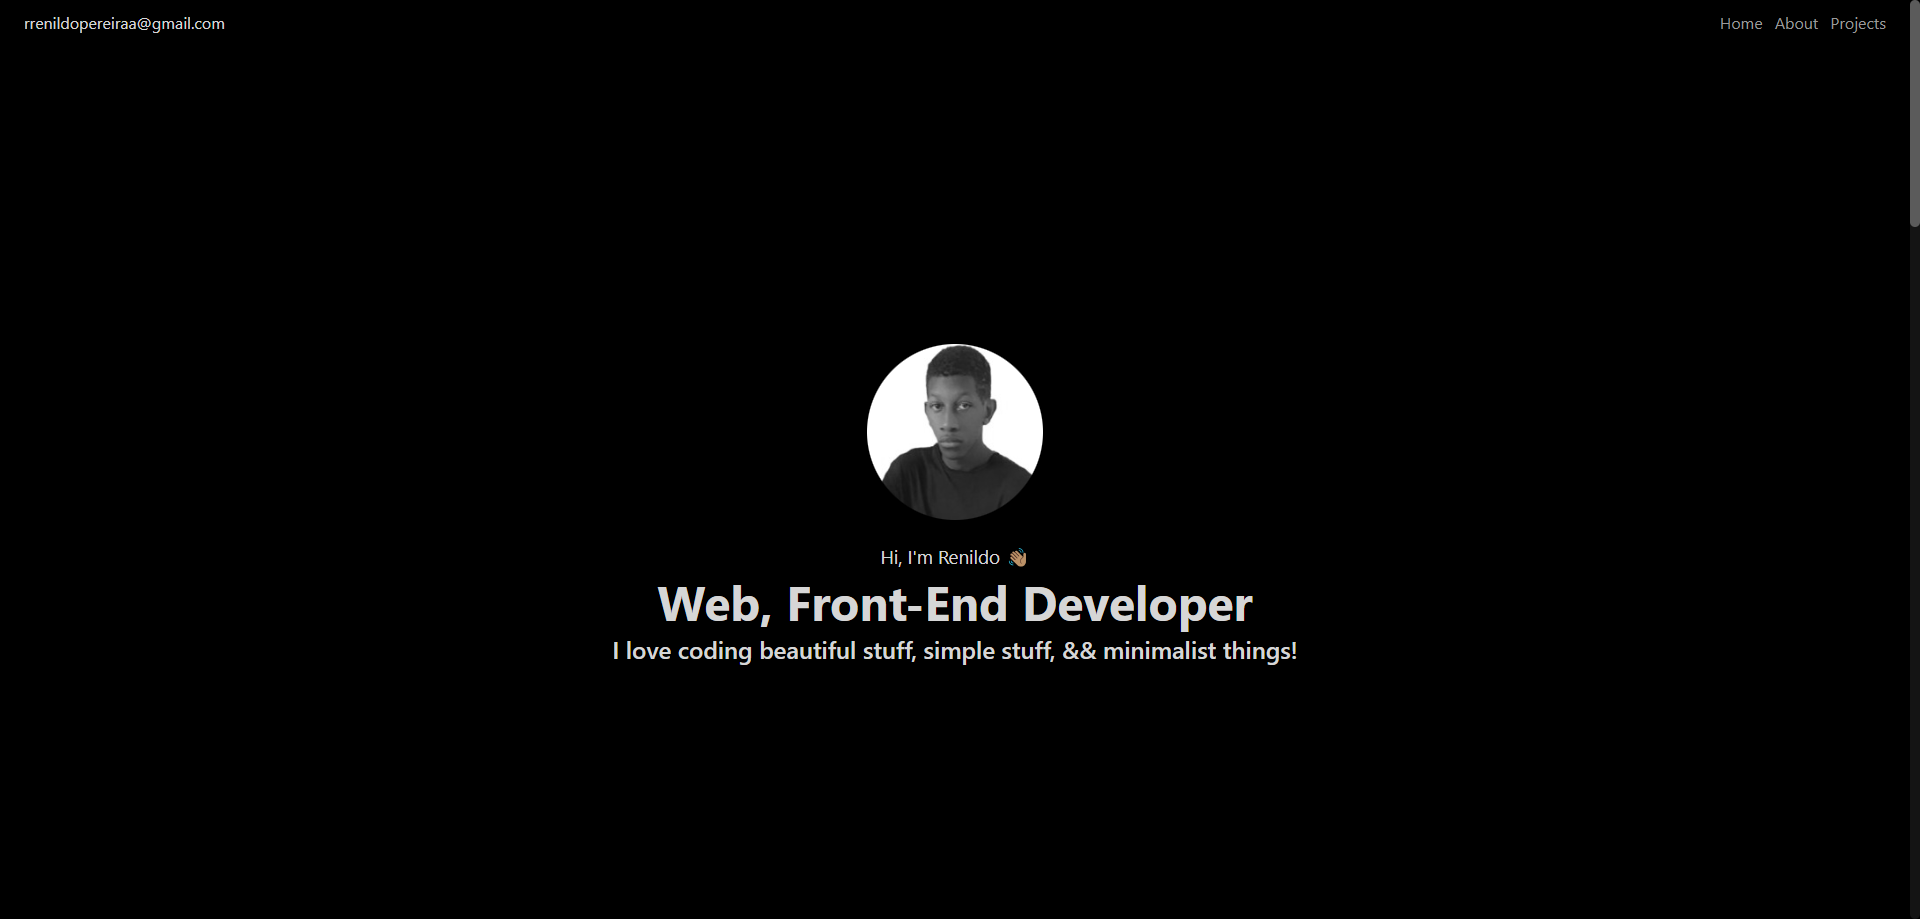 rrenildopereiraa@gmail.com
Home About Projects
Hi, I'm Renildo 👋🏽
Web, Front-End Developer
I love coding beautiful stuff, simple stuff, && minimalist things!